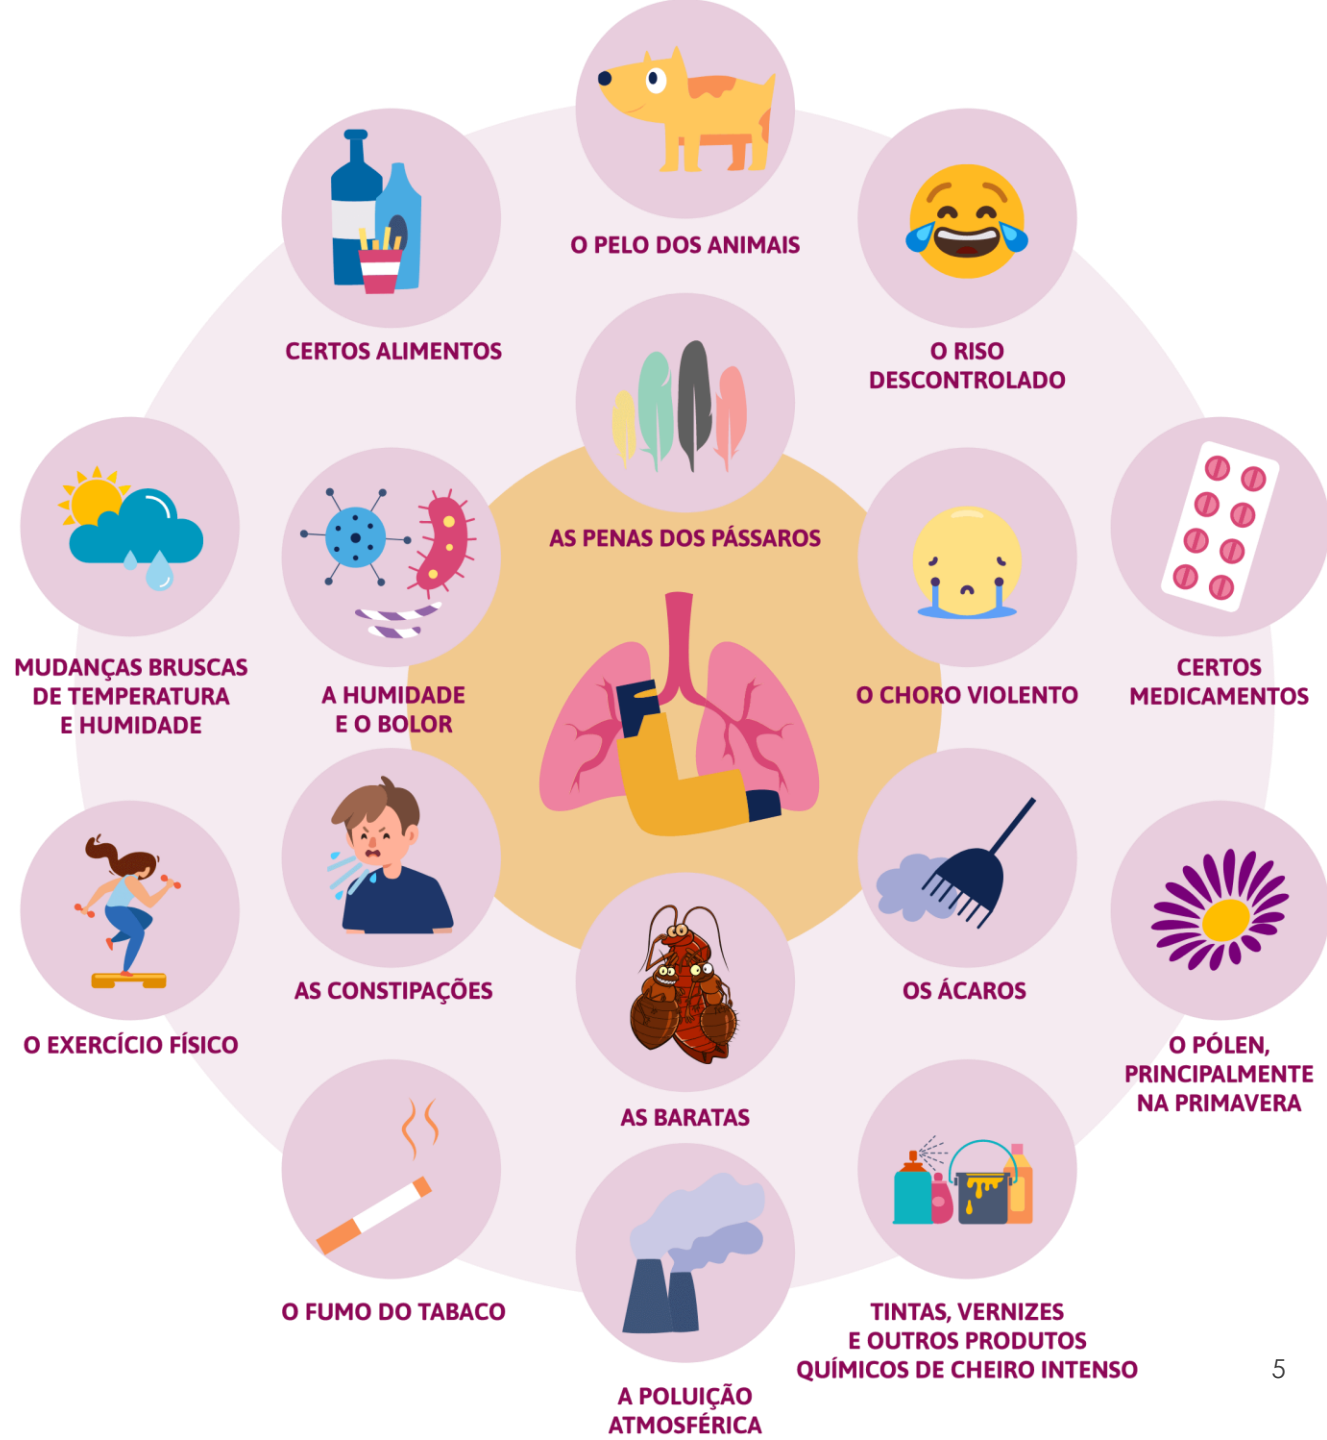 O PELO DOS ANIMAIS
CERTOS ALIMENTOS
O RISO
DESCONTROLADO
AS PENAS DOS PÁSSAROS
MUDANÇAS BRUSCAS
DE TEMPERATURA
E HUMIDADE
A HUMIDADE
E O BOLOR
O CHORO VIOLENTO
CERTOS
MEDICAMENTOS
AS CONSTIPAÇÕES
OS ÁCAROS
O EXERCÍCIO FÍSICO
O PÓLEN,
PRINCIPALMENTE
NA PRIMAVERA
AS BARATAS
O FUMO DO TABACO
TINTAS, VERNIZES
E OUTROS PRODUTOS
QUÍMICOS DE CHEIRO INTENSO
A POLUIÇÃO
ATMOSFÉRICA
5